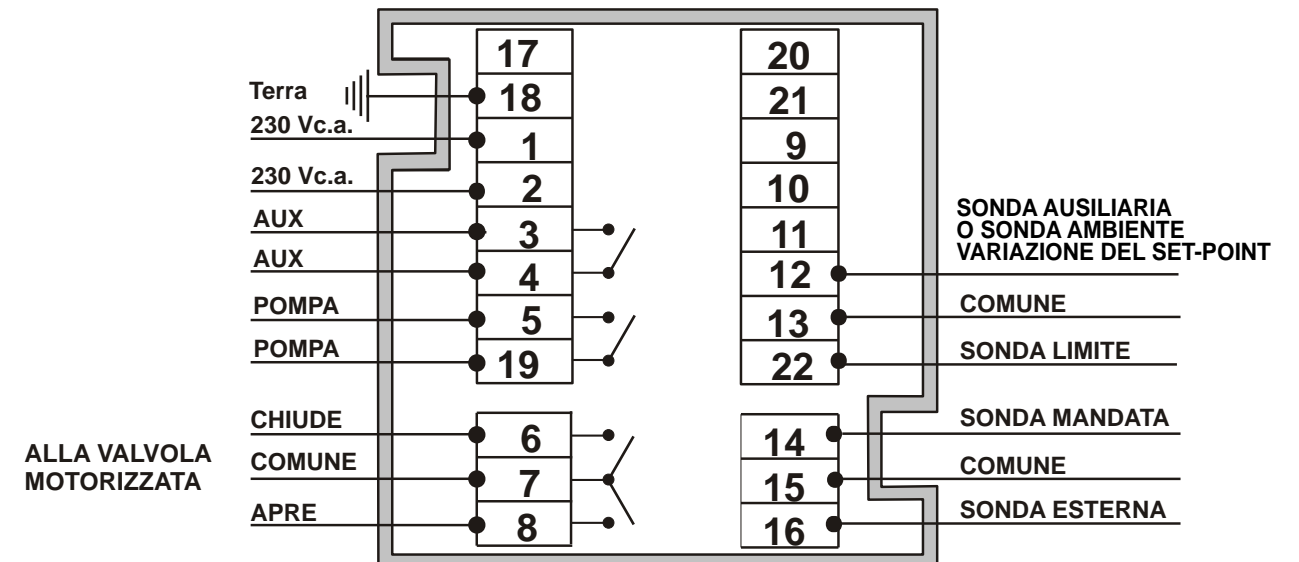 17
Terra
18
230 Vc.a.
1
230 Vc.a.
2
AUX
3
AUX
4
POMPA
5
POMPA
19
ALLA VALVOLA
MOTORIZZATA
CHIUDE
6
COMUNE
7
APRE
8
20
21
9
10
11
12
SONDA AUSILIARIA
O SONDA AMBIENTE
VARIAZIONE DEL SET-POINT
13
COMUNE
22
SONDA LIMITE
14
SONDA MANDATA
15
COMUNE
16
SONDA ESTERNA